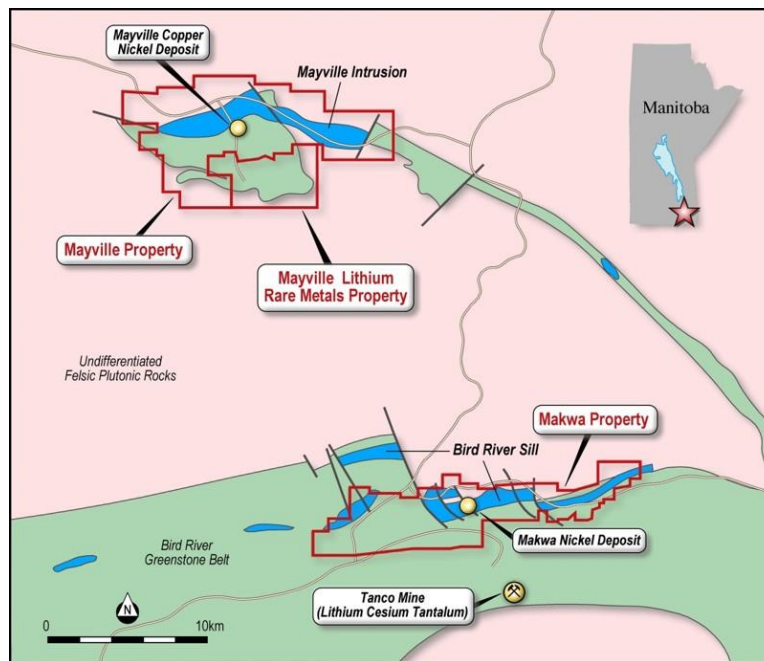 Mayville Copper
Nickel Deposit
Mayville Intrusion
Manitoba
Mayville Property
Mayville Lithium
Rare Metals Property
Undifferentiated
Felsic Plutonic Rocks
Makwa Property
Bird River Sill
Makwa Nickel Deposit
Bird River
Greenstone Belt
Tanco Mine
(Lithium Cesium Tantalum)
N
0 10km